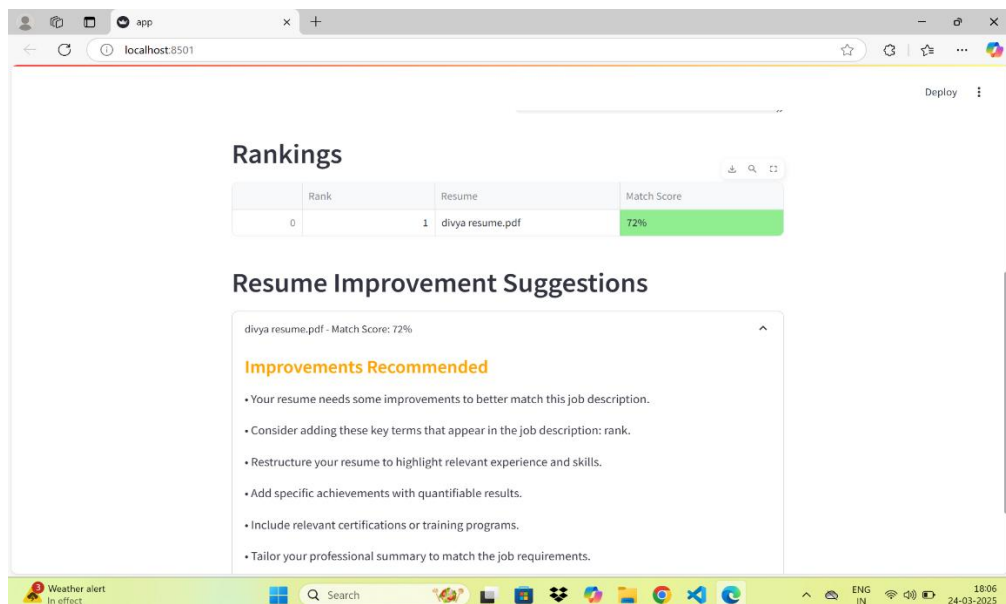 app
localhost:8501
Deploy
Rankings
Rank Resume Match Score
0 1 divya resume.pdf 72%
Resume Improvement Suggestions
divya resume.pdf - Match Score: 72%
Improvements Recommended
• Your resume needs some improvements to better match this job description.
• Consider adding these key terms that appear in the job description: rank.
• Restructure your resume to highlight relevant experience and skills.
• Add specific achievements with quantifiable results.
• Include relevant certifications or training programs.
• Tailor your professional summary to match the job requirements.
3 Weather alert
In effect
Search
ENG
IN
18:06
24-03-2025